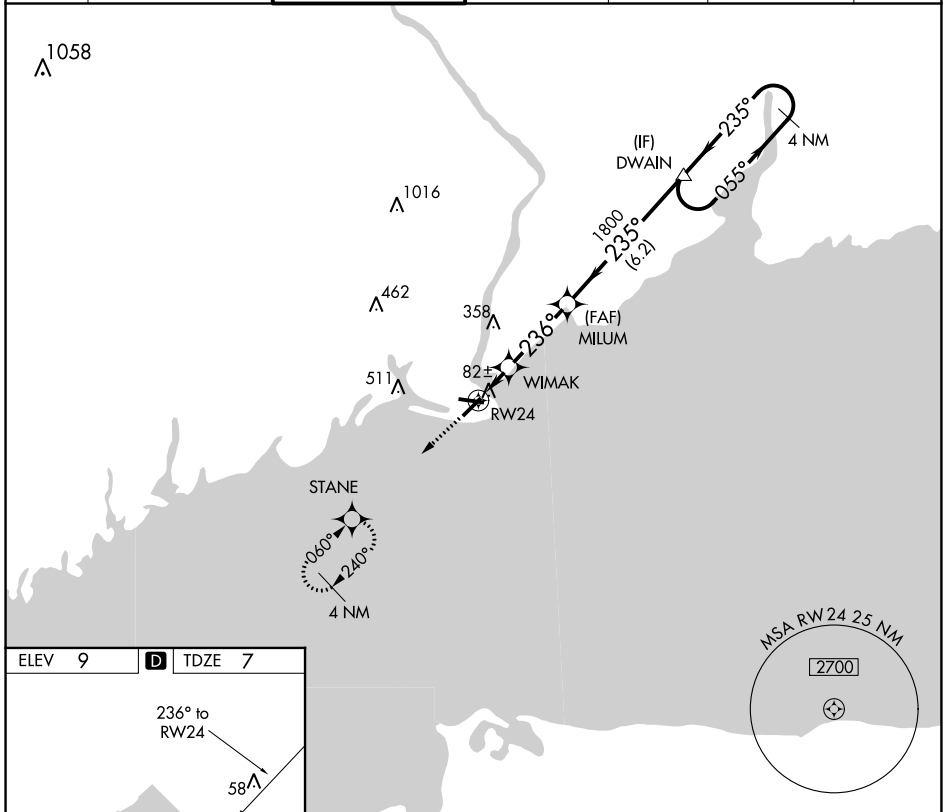 1058
235°
4 NM
(IF)
DWAIN
055°
1016
1800
235°
(6.2)
462
358
236°
(FAF)
MILUM
511
82±
WIMAK
RW24
STANE
060°
240°
4 NM
MSA RW24 25 NM
2700
ELEV 9 D TDZE 7
236° to
RW24
58